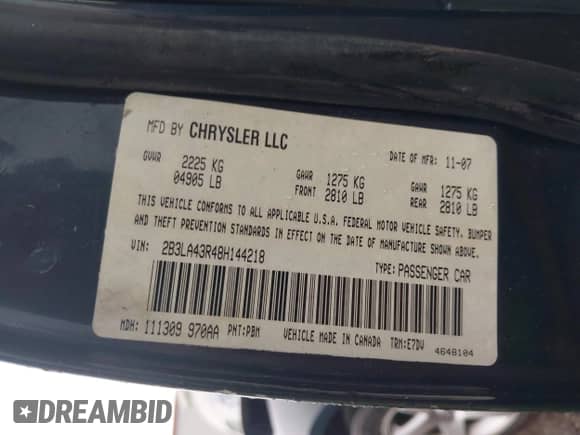 MFD BY CHRYSLER LLC
DATE OF MFR: 11-07
GVWR 2225 KG 04905 LB
GAWR FRONT 1275 KG 2810 LB
GAWR REAR 1275 KG 2810 LB
THIS VEHICLE CONFORMS TO ALL APPLICABLE U.S.A. FEDERAL MOTOR VEHICLE SAFETY, BUMPER
AND THEFT PREVENTION STANDARDS IN EFFECT ON THE DATE OF MANUFACTURE SHOWN ABOVE.
VIN: 2B3LA43R48H144218
TYPE: PASSENGER CAR
MDH: 111309 970AA PNT:PBM VEHICLE MADE IN CANADA TRM:E7DV
4648104
DREAMBID